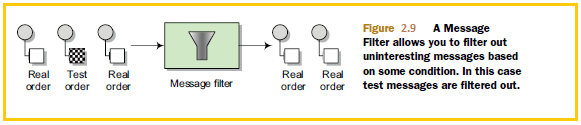 Real order
Test order
Real order
Message filter
Real order
Real order
Figure 2.9 A Message
Filter allows you to filter out
uninteresting messages based
on some condition. In this case
test messages are filtered out.